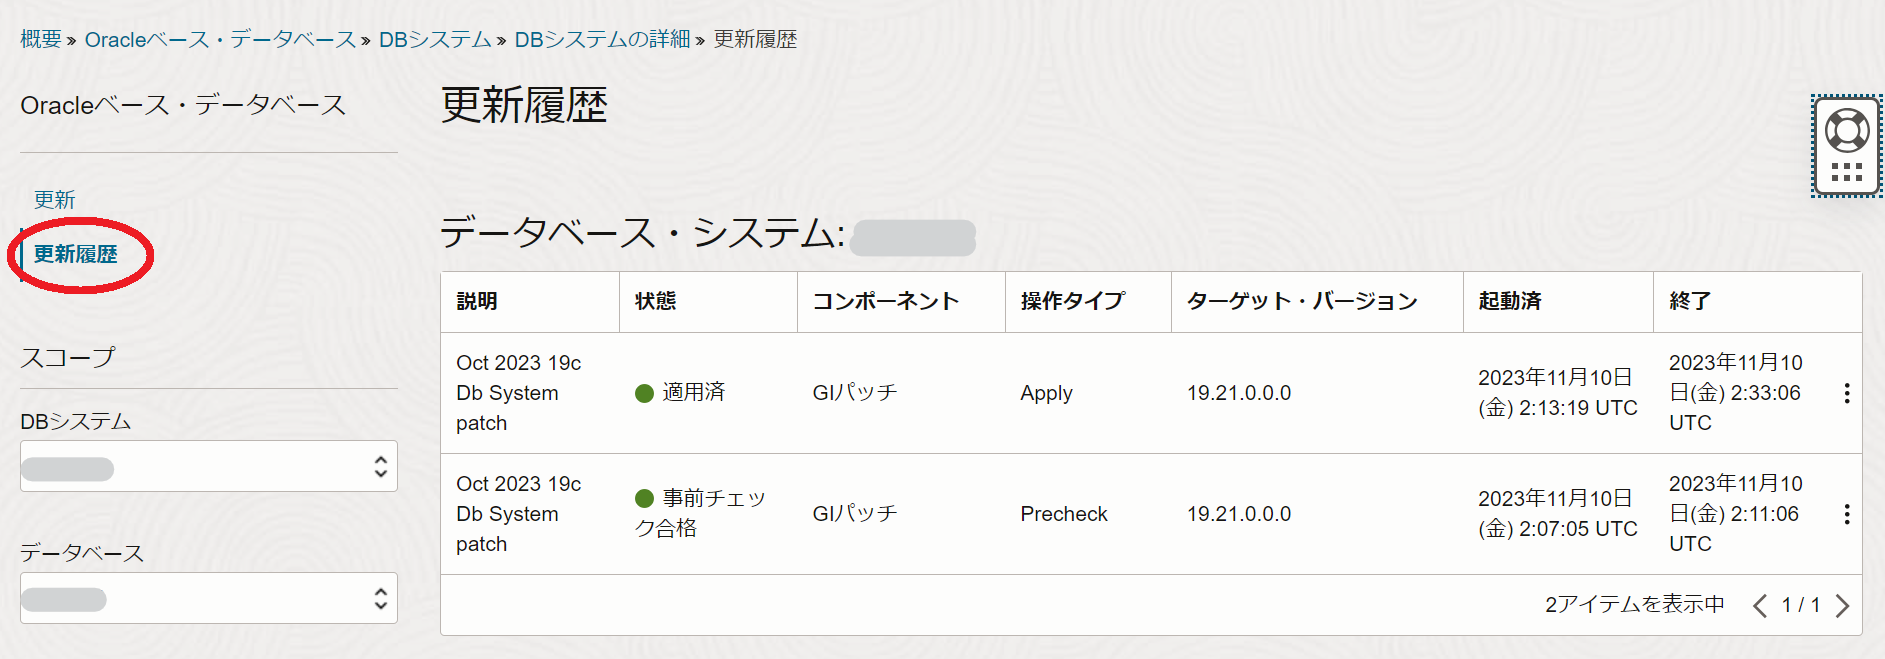 概要 » Oracleベース・データベース » DBシステム » DBシステムの詳細 » 更新履歴
Oracleベース・データベース
更新
更新履歴
スコープ
DBシステム
データベース
更新履歴
データベース・システム:
説明 状態 コンポーネント 操作タイプ ターゲット・バージョン 起動済 終了
Oct 2023 19c
Db System
patch
適用済
GIパッチ
Apply
19.21.0.0.0
2023年11月10日
(金) 2:13:19 UTC
2023年11月10
日(金) 2:33:06
UTC
Oct 2023 19c
Db System
patch
事前チェッ
ク合格
GIパッチ
Precheck
19.21.0.0.0
2023年11月10日
(金) 2:07:05 UTC
2023年11月10
日(金) 2:11:06
UTC
2アイテムを表示中 1 / 1